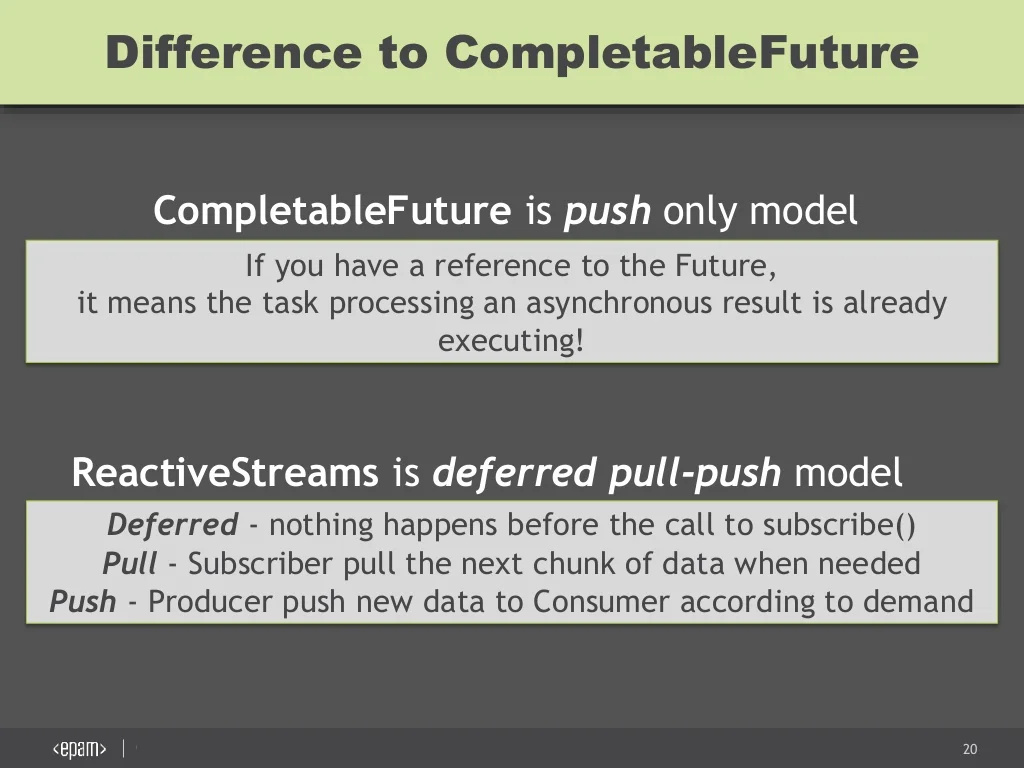 Difference to CompletableFuture
CompletableFuture is push only model
If you have a reference to the Future,
it means the task processing an asynchronous result is already
executing!
ReactiveStreams is deferred pull-push model
Deferred - nothing happens before the call to subscribe()
Pull - Subscriber pull the next chunk of data when needed
Push - Producer push new data to Consumer according to demand
<epam> |
20